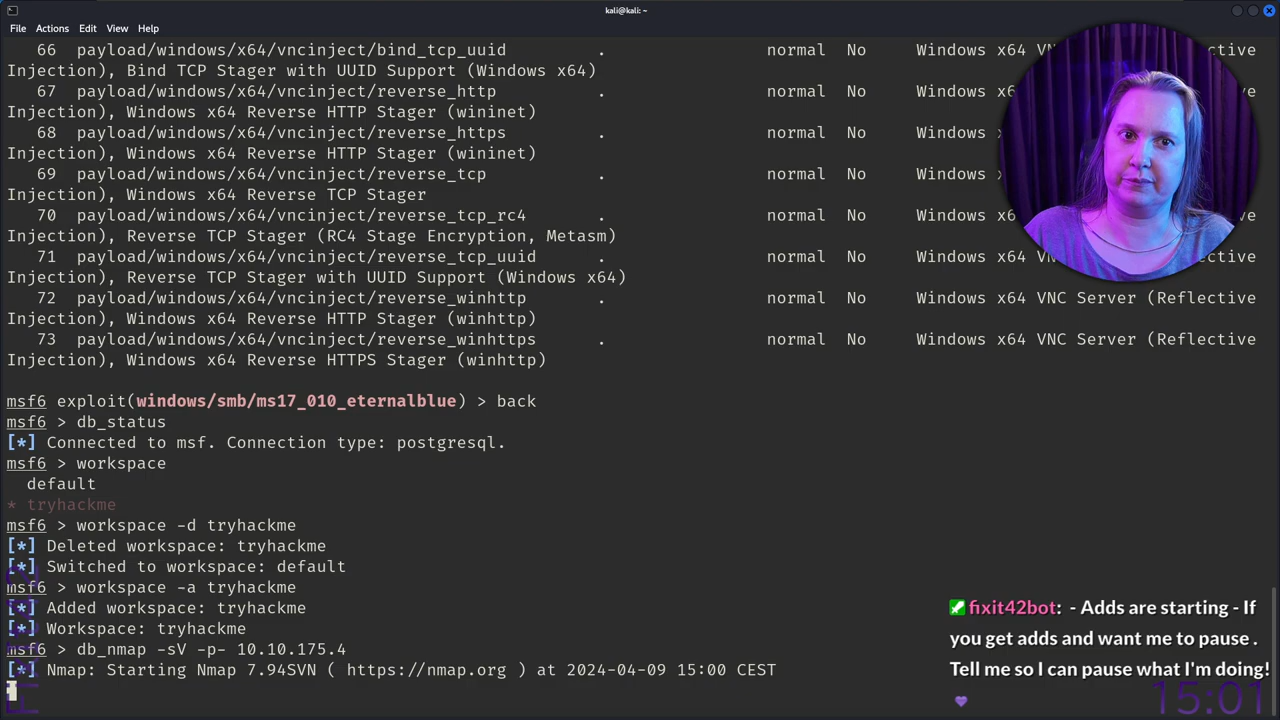 kali@kali: ~
File Actions Edit View Help
66 payload/windows/x64/vncinject/bind_tcp_uuid . normal No Windows x64 VNC Se
Injection), Bind TCP Stager with UUID Support (Windows x64)
67 payload/windows/x64/vncinject/reverse_http . normal No Windows x
Injection), Windows x64 Reverse HTTP Stager (wininet)
68 payload/windows/x64/vncinject/reverse_https . normal No Windows
Injection), Windows x64 Reverse HTTP Stager (wininet)
69 payload/windows/x64/vncinject/reverse_tcp . normal No Windows
Injection), Windows x64 Reverse TCP Stager
70 payload/windows/x64/vncinject/reverse_tcp_rc4 . normal No Windows x
Injection), Reverse TCP Stager (RC4 Stage Encryption, Metasm)
71 payload/windows/x64/vncinject/reverse_tcp_uuid . normal No Windows x64 V ective
Injection), Reverse TCP Stager with UUID Support (Windows x64)
72 payload/windows/x64/vncinject/reverse_winhttp . normal No Windows x64 VNC Server (Reflective
Injection), Windows x64 Reverse HTTP Stager (winhttp)
73 payload/windows/x64/vncinject/reverse_winhttps . normal No Windows x64 VNC Server (Reflective
Injection), Windows x64 Reverse HTTPS Stager (winhttp)
msf6 exploit(windows/smb/ms17_010_eternalblue) > back
msf6 > db_status
[*] Connected to msf. Connection type: postgresql.
msf6 > workspace
default
* tryhackme
msf6 > workspace -d tryhackme
[*] Deleted workspace: tryhackme
[*] Switched to workspace: default
msf6 > workspace -a tryhackme
[*] Added workspace: tryhackme
[*] Workspace: tryhackme
msf6 > db_nmap -sV -p- 10.10.175.4
[*] Nmap: Starting Nmap 7.94SVN ( https://nmap.org ) at 2024-04-09 15:00 CEST
fixit42bot: - Adds are starting - If
you get adds and want me to pause .
Tell me so I can pause what I'm doing!
15:01